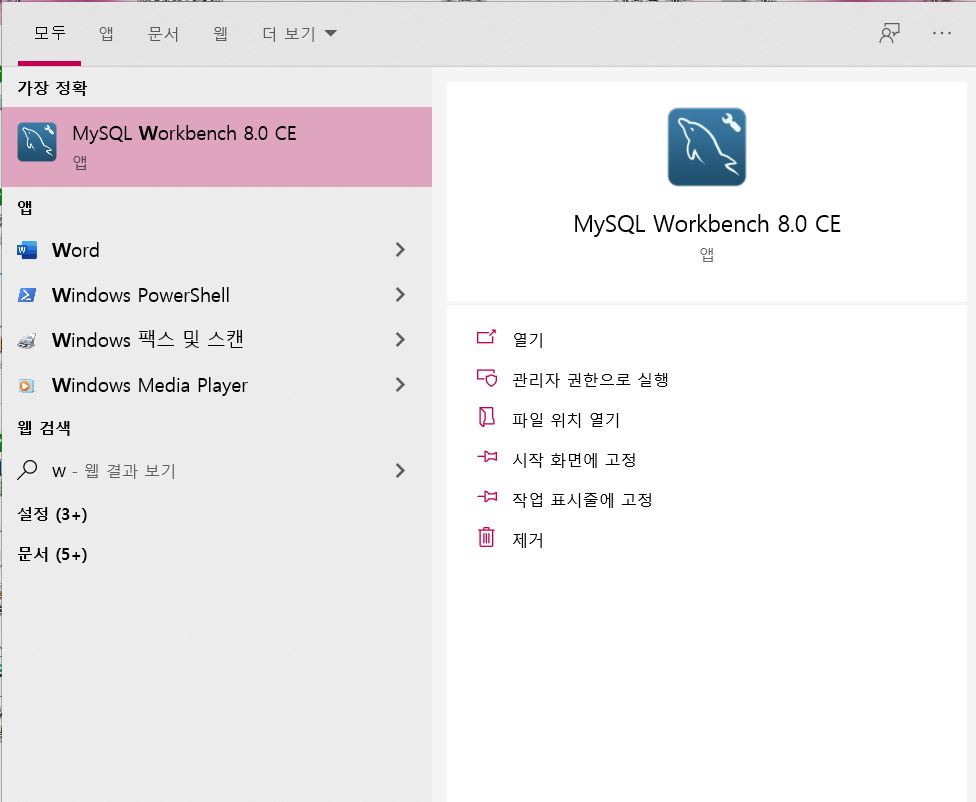 모두 앱 문서 웹 더 보기
가장 정확
MySQL Workbench 8.0 CE
앱
앱
Word
Windows PowerShell
Windows 팩스 및 스캔
Windows Media Player
웹 검색
w - 웹 결과 보기
설정 (3+)
문서 (5+)
MySQL Workbench 8.0 CE
앱
열기
관리자 권한으로 실행
파일 위치 열기
시작 화면에 고정
작업 표시줄에 고정
제거